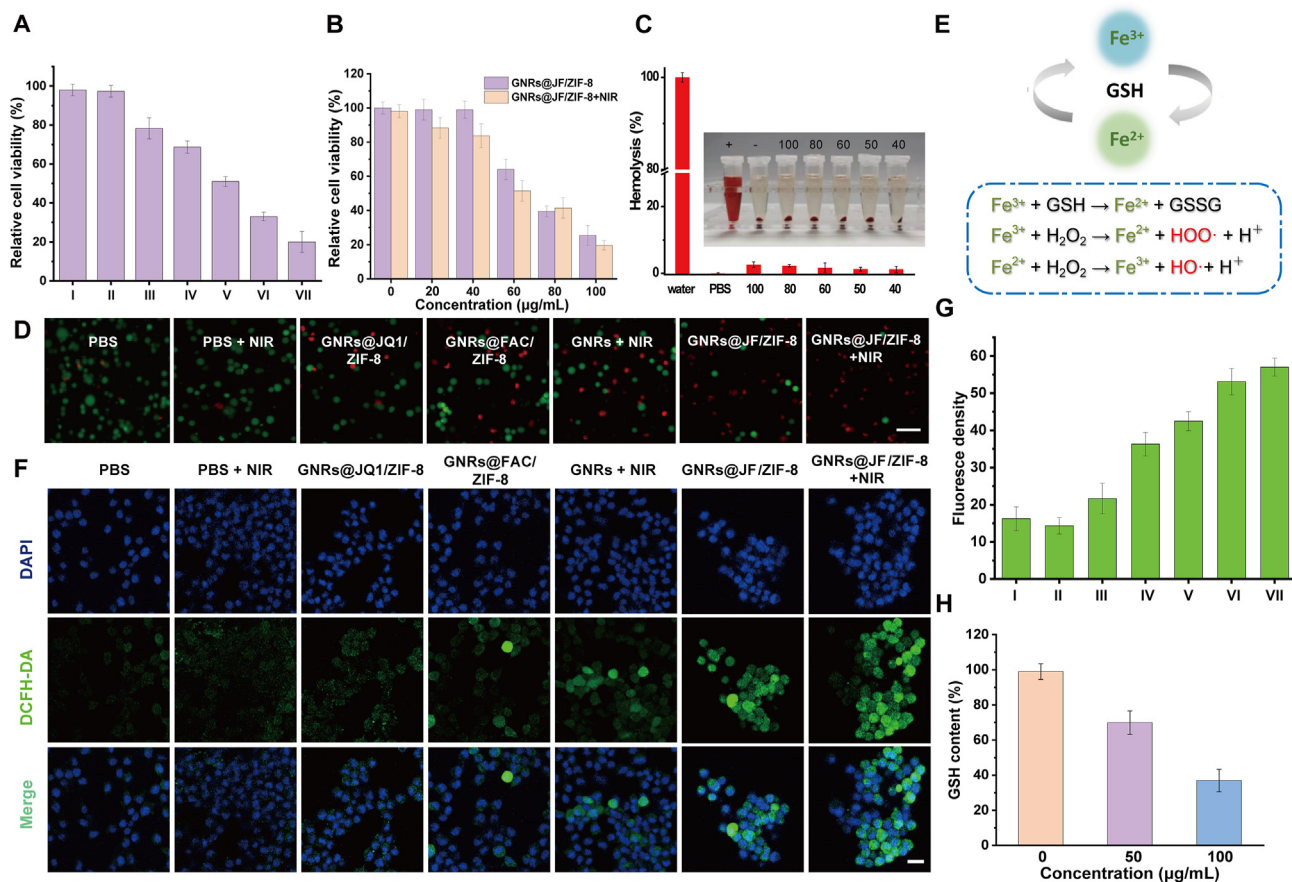 A
Relative cell viability (%)
100
90
80
70
60
50
40
30
20
10
0
I II III IV V VI VII
B
Relative cell viability (%)
120
100
80
60
40
20
0
GNRs@JF/ZIF-8
GNRs@JF/ZIF-8+NIR
0 20 40 60 80 100
Concentration (μg/mL)
C
Hemolysis (%)
100
80
20
0
+ - 100 80 60 50 40
water PBS 100 80 60 50 40
E
Fe³⁺
GSH
Fe²⁺
Fe³⁺ + GSH → Fe²⁺ + GSSG
Fe³⁺ + H₂O₂ → Fe²⁺ + HOO· + H⁺
Fe²⁺ + H₂O₂ → Fe³⁺ + HO· + H⁺
D
PBS
PBS + NIR
GNRs@JQ1/
ZIF-8
GNRs@FAC/
ZIF-8
GNRs + NIR
GNRs@JF/ZIF-8
GNRs@JF/ZIF-8
+NIR
F
PBS
PBS + NIR
GNRs@JQ1/ZIF-8
GNRs@FAC/
ZIF-8
GNRs + NIR
GNRs@JF/ZIF-8
GNRs@JF/ZIF-8
+NIR
DAPI
DCFH-DA
Merge
G
Fluoresce density
60
50
40
30
20
10
0
I II III IV V VI VII
H
GSH content (%)
120
100
80
60
40
20
0
0 50 100
Concentration (μg/mL)